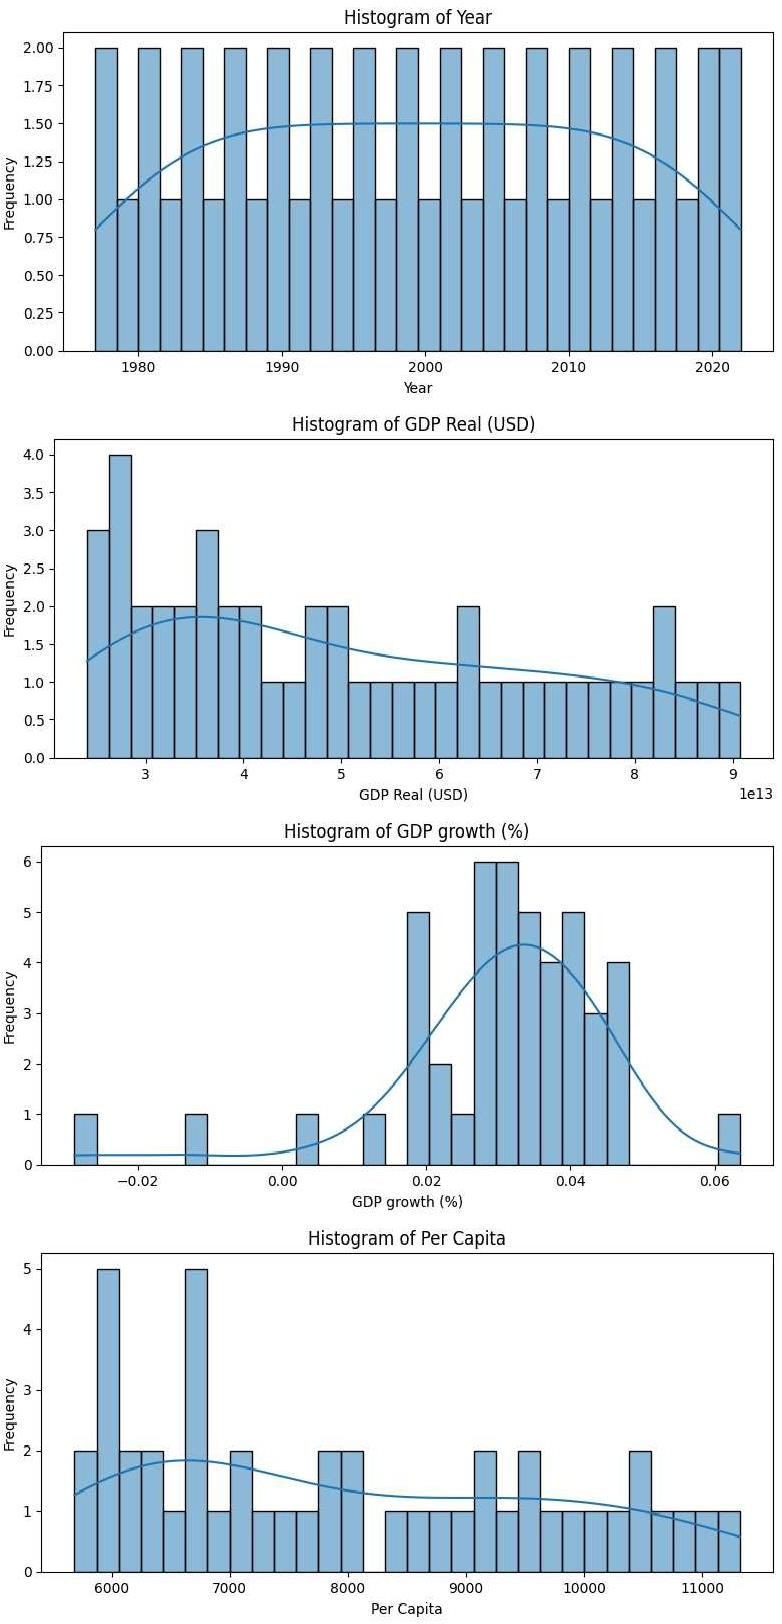 Histogram of Year
2.00
1.75
1.50
1.25
1.00
0.75
0.50
0.25
0.00
Frequency
1980 1990 2000 2010 2020
Year
Histogram of GDP Real (USD)
4.0
3.5
3.0
2.5
2.0
1.5
1.0
0.5
0.0
Frequency
3 4 5 6 7 8 9
1e13
GDP Real (USD)
Histogram of GDP growth (%)
6
5
4
3
2
1
0
Frequency
−0.02 0.00 0.02 0.04 0.06
GDP growth (%)
Histogram of Per Capita
5
4
3
2
1
0
Frequency
6000 7000 8000 9000 10000 11000
Per Capita